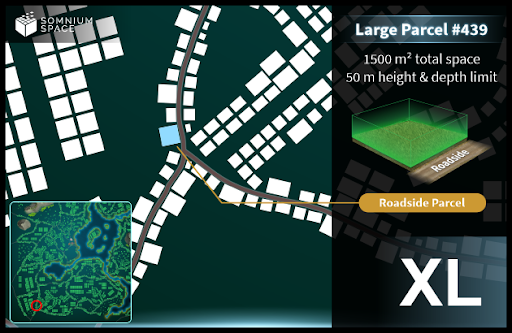 SOMNIUM
SPACE
Large Parcel #439
1500 m² total space
50 m height & depth limit
Roadside
Roadside Parcel
XL